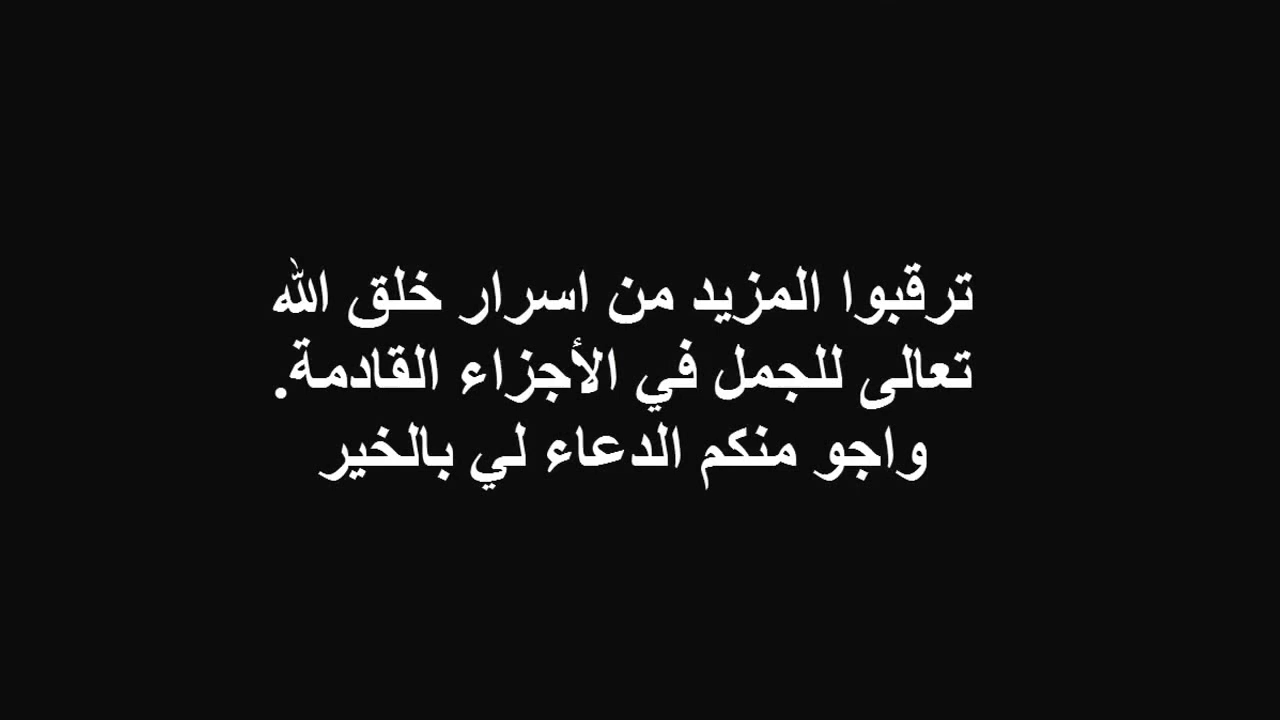 ترقبوا المزيد من اسرار خلق الله
تعالى للجمل في الأجزاء القادمة.
واجو منكم الدعاء لي بالخير